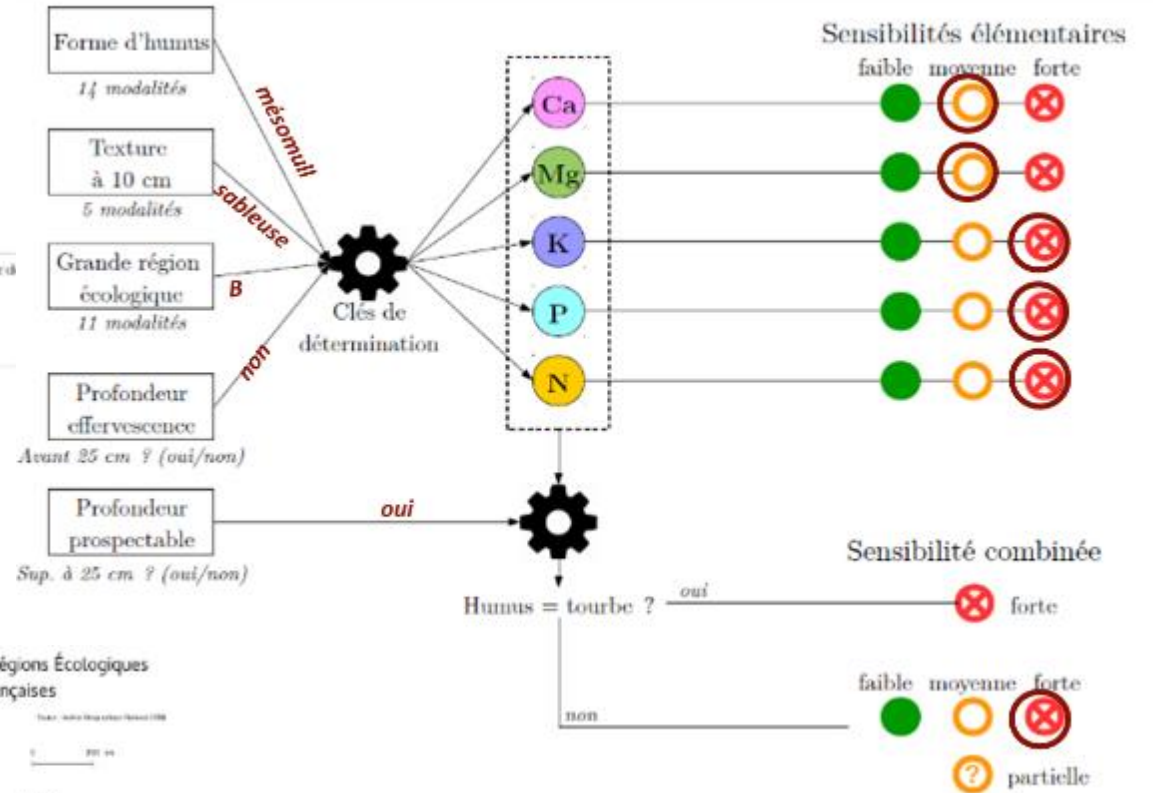 Forme d'humus
14 modalités
mésomull
Texture
à 10 cm
5 modalités
sableuse
Grande région
écologique
11 modalités
B
Profondeur
effervescence
Avant 25 cm ? (oui/non)
non
Profondeur
prospectable
Sup. à 25 cm ? (oui/non)
oui
Clés de
détermination
Ca
Mg
K
P
N
Sensibilités élémentaires
faible moyenne forte
Humus = tourbe ?
oui
non
Sensibilité combinée
forte
faible moyenne forte
? partielle
égions Écologiques
nçaises